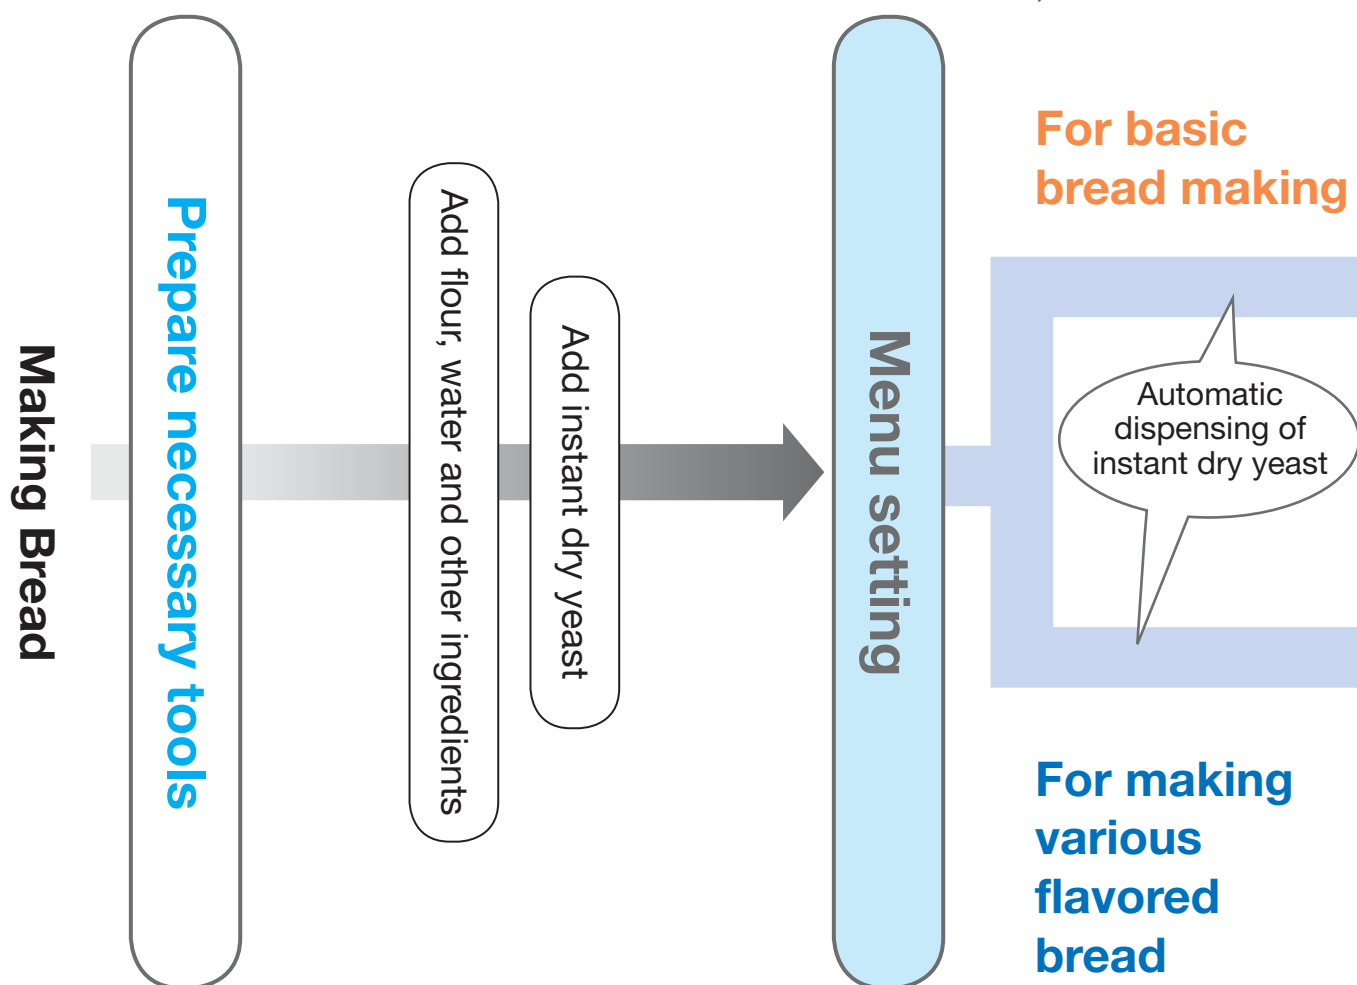 Making Bread
Prepare necessary tools
Add flour, water and other ingredients
Add instant dry yeast
Menu setting
For basic
bread making
Automatic
dispensing of
instant dry yeast
For making
various
flavored
bread